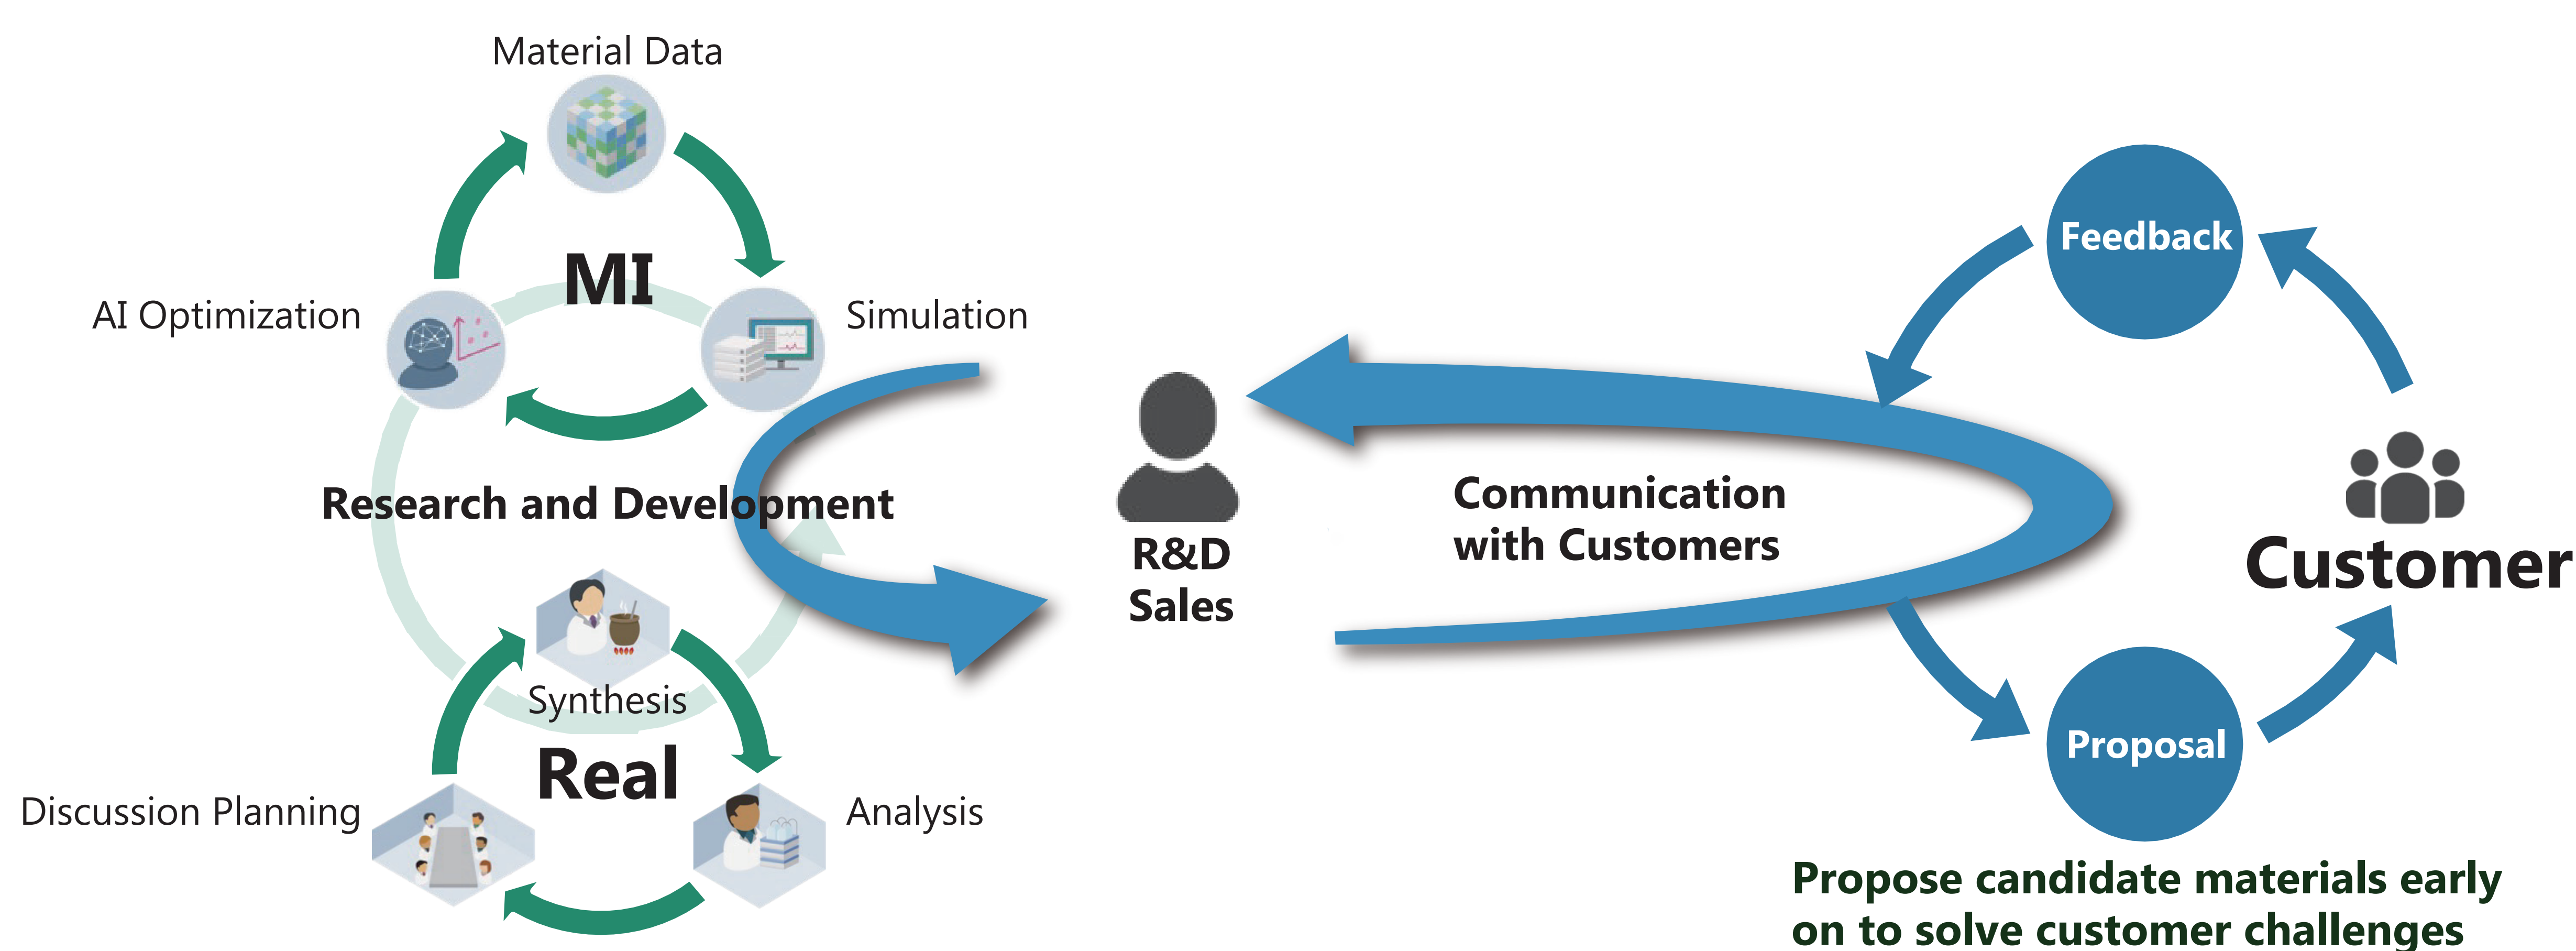 Material Data
MI
AI Optimization
Simulation
Research and Development
Synthesis
Real
Discussion Planning
Analysis
R&D
Sales
Communication
with Customers
Feedback
Customer
Proposal
Propose candidate materials early
on to solve customer challenges